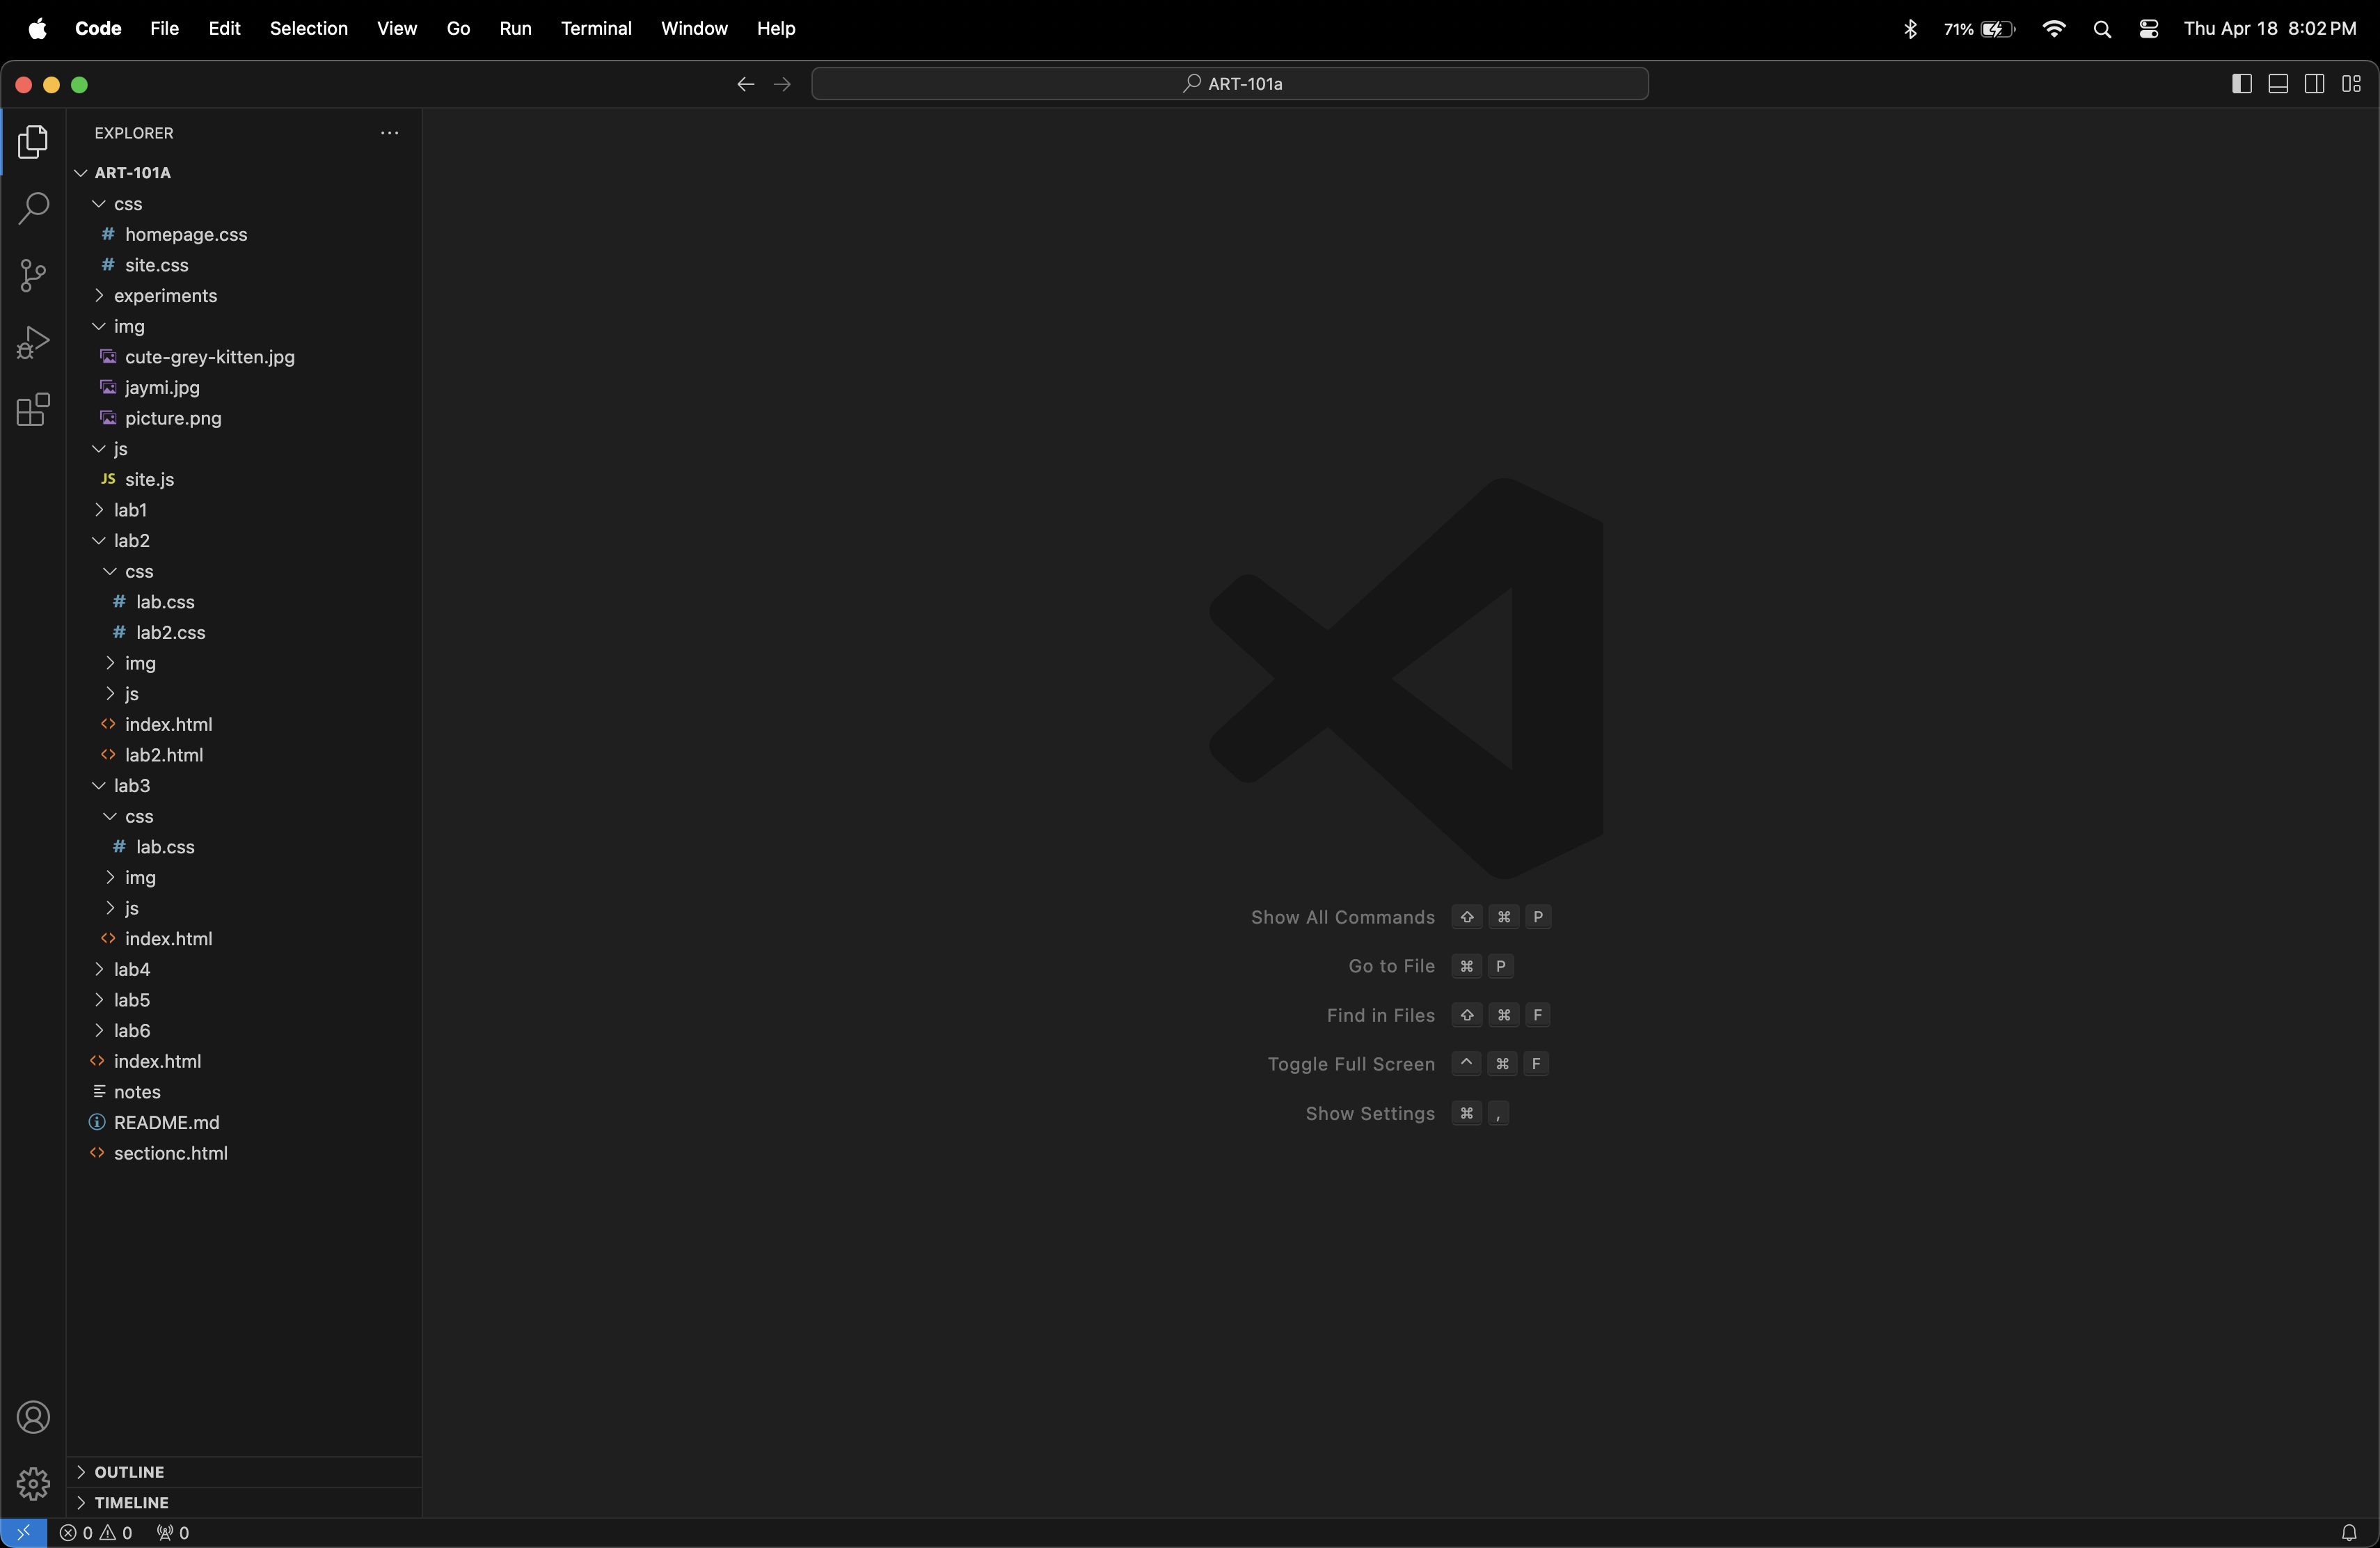 Code File Edit Selection View Go Run Terminal Window Help 71% Thu Apr 18 8:02 PM
ART-101a
EXPLORER
ART-101A
css
# homepage.css
# site.css
experiments
img
cute-grey-kitten.jpg
jaymi.jpg
picture.png
js
JS site.js
lab1
lab2
css
# lab.css
# lab2.css
img
js
<> index.html
<> lab2.html
lab3
css
# lab.css
img
js
<> index.html
lab4
lab5
lab6
<> index.html
notes
README.md
<> sectionc.html
OUTLINE
TIMELINE
0 0 0
Show All Commands ⇧ ⌘ P
Go to File ⌘ P
Find in Files ⇧ ⌘ F
Toggle Full Screen ^ ⌘ F
Show Settings ⌘ ,